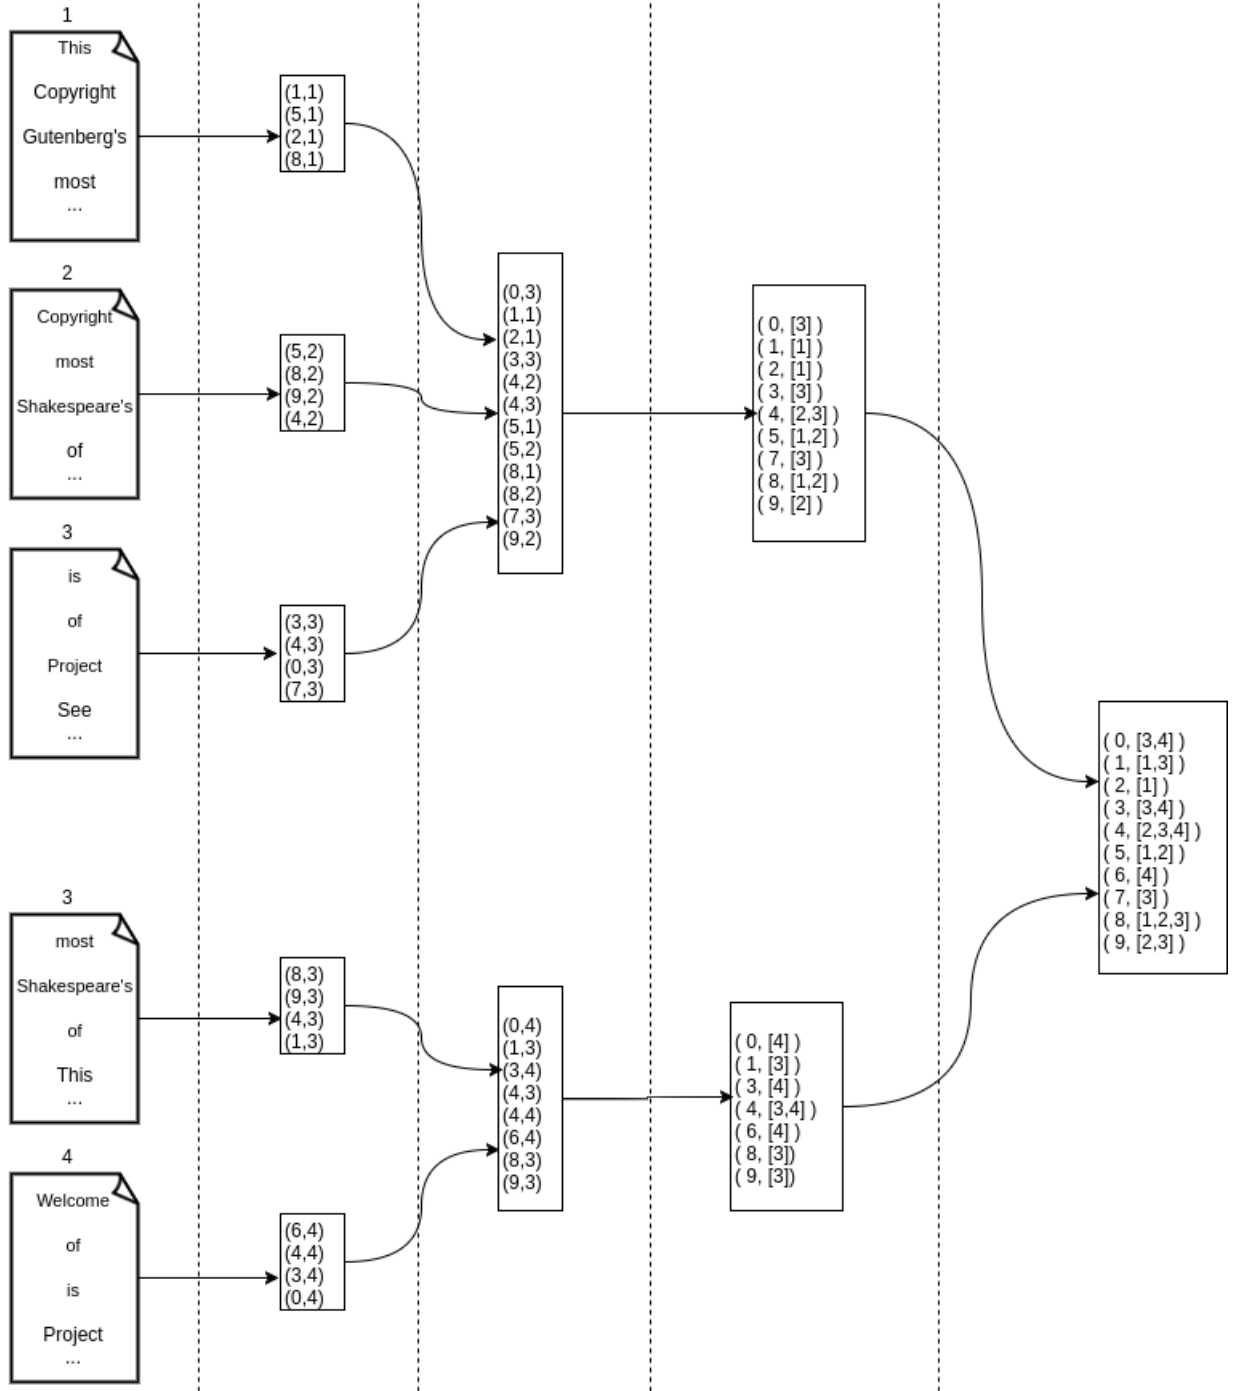 1
This
Copyright
Gutenberg's
most
...
2
Copyright
most
Shakespeare's
of
...
3
is
of
Project
See
...
3
most
Shakespeare's
of
This
...
4
Welcome
of
is
Project
...
(1,1)
(5,1)
(2,1)
(8,1)
(5,2)
(8,2)
(9,2)
(4,2)
(3,3)
(4,3)
(0,3)
(7,3)
(8,3)
(9,3)
(4,3)
(1,3)
(6,4)
(4,4)
(3,4)
(0,4)
(0,3)
(1,1)
(2,1)
(3,3)
(4,2)
(4,3)
(5,1)
(5,2)
(8,1)
(8,2)
(7,3)
(9,2)
(0,4)
(1,3)
(3,4)
(4,3)
(4,4)
(6,4)
(8,3)
(9,3)
( 0, [3] )
( 1, [1] )
( 2, [1] )
( 3, [3] )
( 4, [2,3] )
( 5, [1,2] )
( 7, [3] )
( 8, [1,2] )
( 9, [2] )
( 0, [4] )
( 1, [3] )
( 3, [4] )
( 4, [3,4] )
( 6, [4] )
( 8, [3])
( 9, [3])
( 0, [3,4] )
( 1, [1,3] )
( 2, [1] )
( 3, [3,4] )
( 4, [2,3,4] )
( 5, [1,2] )
( 6, [4] )
( 7, [3] )
( 8, [1,2,3] )
( 9, [2,3] )